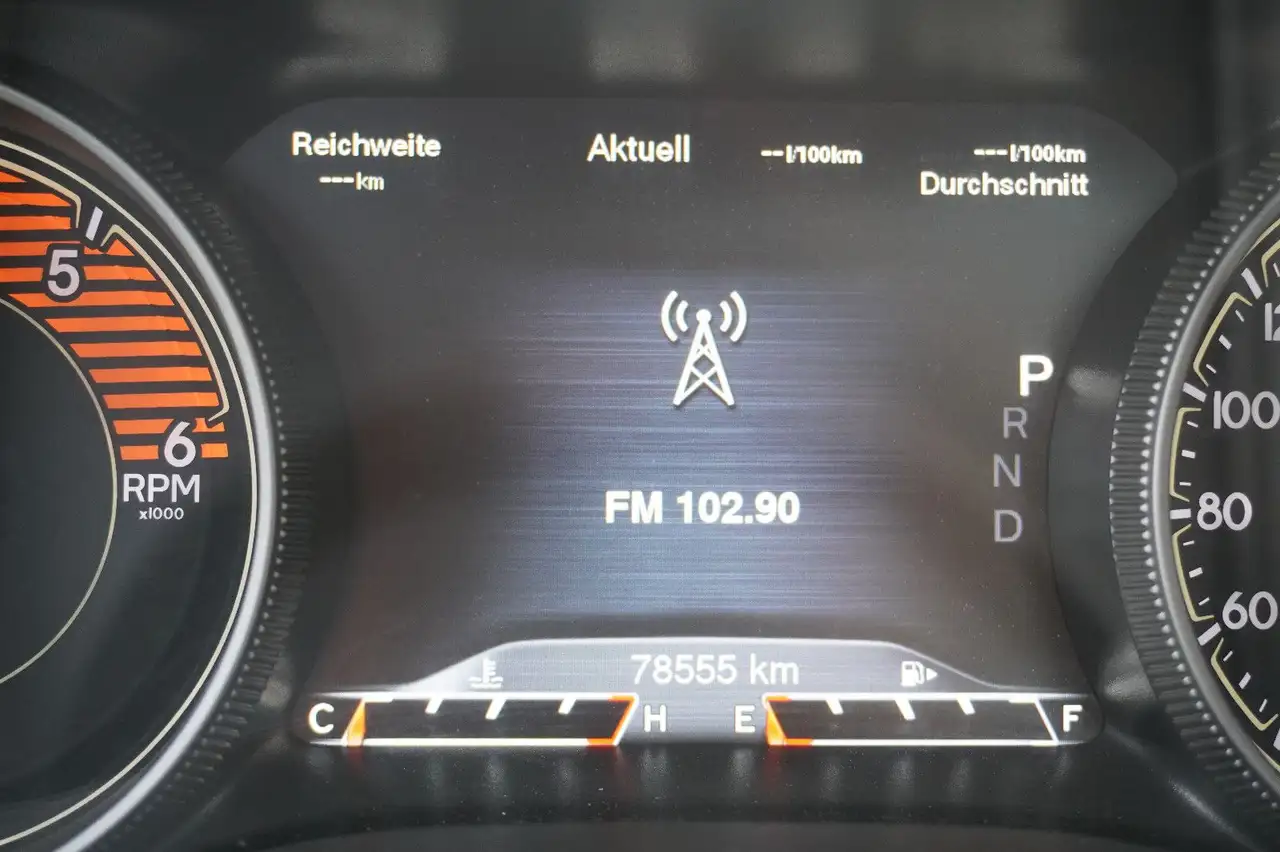 Reichweite
---km
Aktuell --l/100km
---l/100km
Durchschnitt
5
6
RPM
x1000
P
R
N
D
FM 102.90
100
80
60
78555 km
C H E F